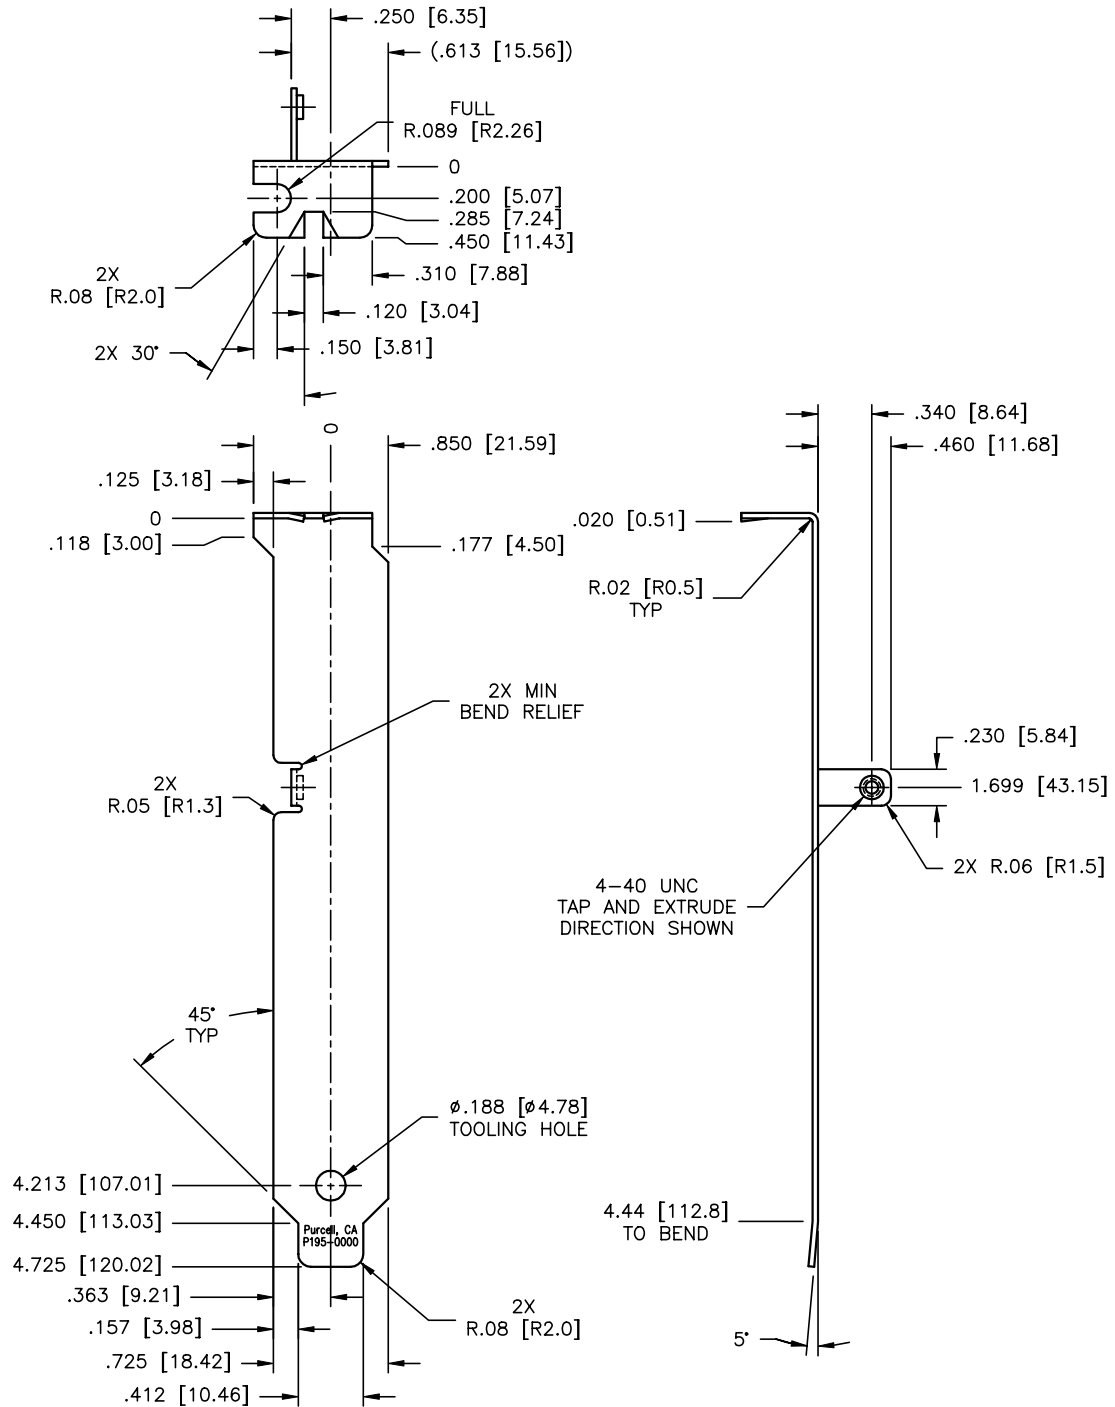 .250 [6.35]
(.613 [15.56])
FULL
R.089 [R2.26]
0
.200 [5.07]
.285 [7.24]
.450 [11.43]
.310 [7.88]
2X
R.08 [R2.0]
.120 [3.04]
2X 30°
.150 [3.81]
0
.850 [21.59]
.125 [3.18]
0
.118 [3.00]
.177 [4.50]
.340 [8.64]
.460 [11.68]
.020 [0.51]
R.02 [R0.5]
TYP
2X MIN
BEND RELIEF
2X
R.05 [R1.3]
.230 [5.84]
1.699 [43.15]
2X R.06 [R1.5]
4-40 UNC
TAP AND EXTRUDE
DIRECTION SHOWN
45°
TYP
ø.188 [ø4.78]
TOOLING HOLE
4.213 [107.01]
4.450 [113.03]
4.725 [120.02]
Purcell, CA
P195-0000
.363 [9.21]
.157 [3.98]
.725 [18.42]
.412 [10.46]
2X
R.08 [R2.0]
4.44 [112.8]
TO BEND
5°